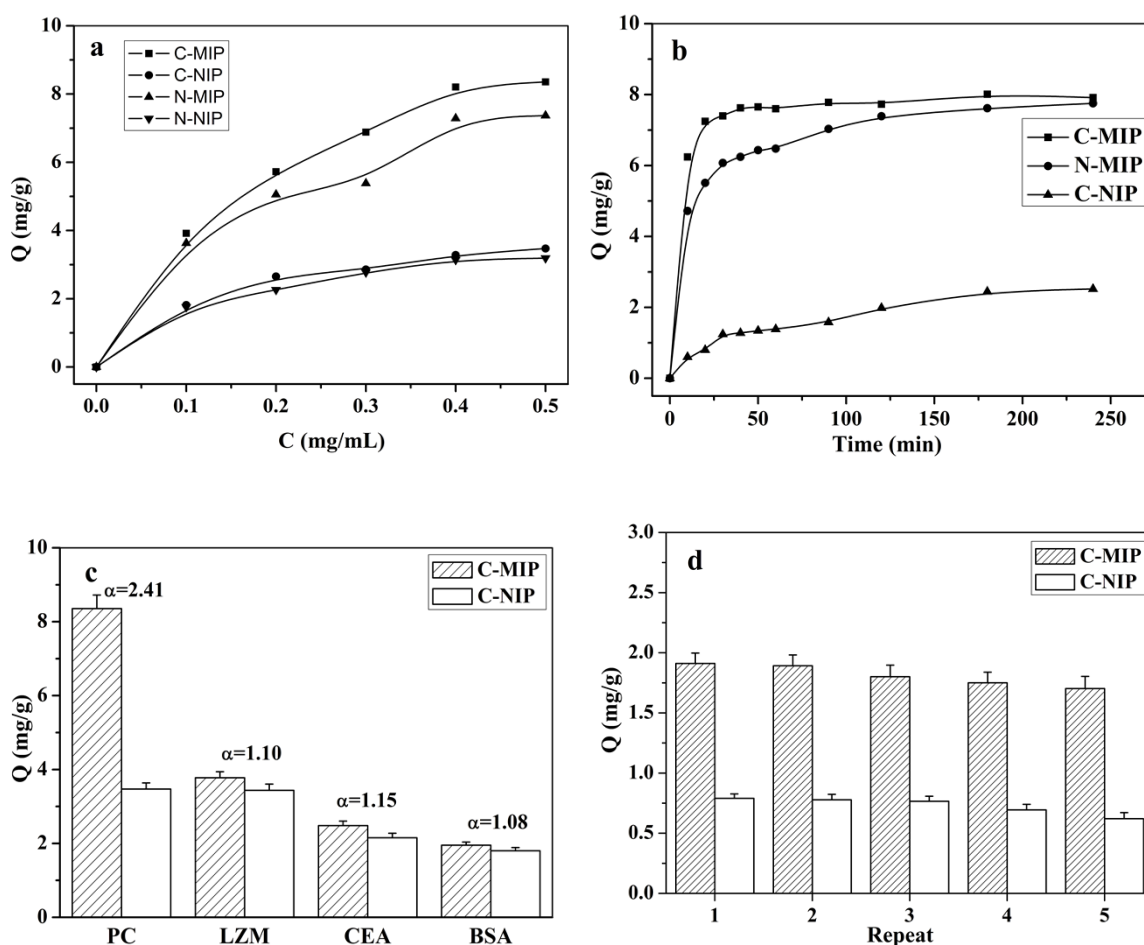 a
C-MIP
C-NIP
N-MIP
N-NIP
10
8
6
4
2
0
Q (mg/g)
0.0 0.1 0.2 0.3 0.4 0.5
C (mg/mL)
b
C-MIP
N-MIP
C-NIP
10
8
6
4
2
0
Q (mg/g)
0 50 100 150 200 250
Time (min)
c
C-MIP
C-NIP
α=2.41
α=1.10
α=1.15
α=1.08
10
8
6
4
2
0
Q (mg/g)
PC LZM CEA BSA
d
C-MIP
C-NIP
3.0
2.5
2.0
1.5
1.0
0.5
0.0
Q (mg/g)
1 2 3 4 5
Repeat